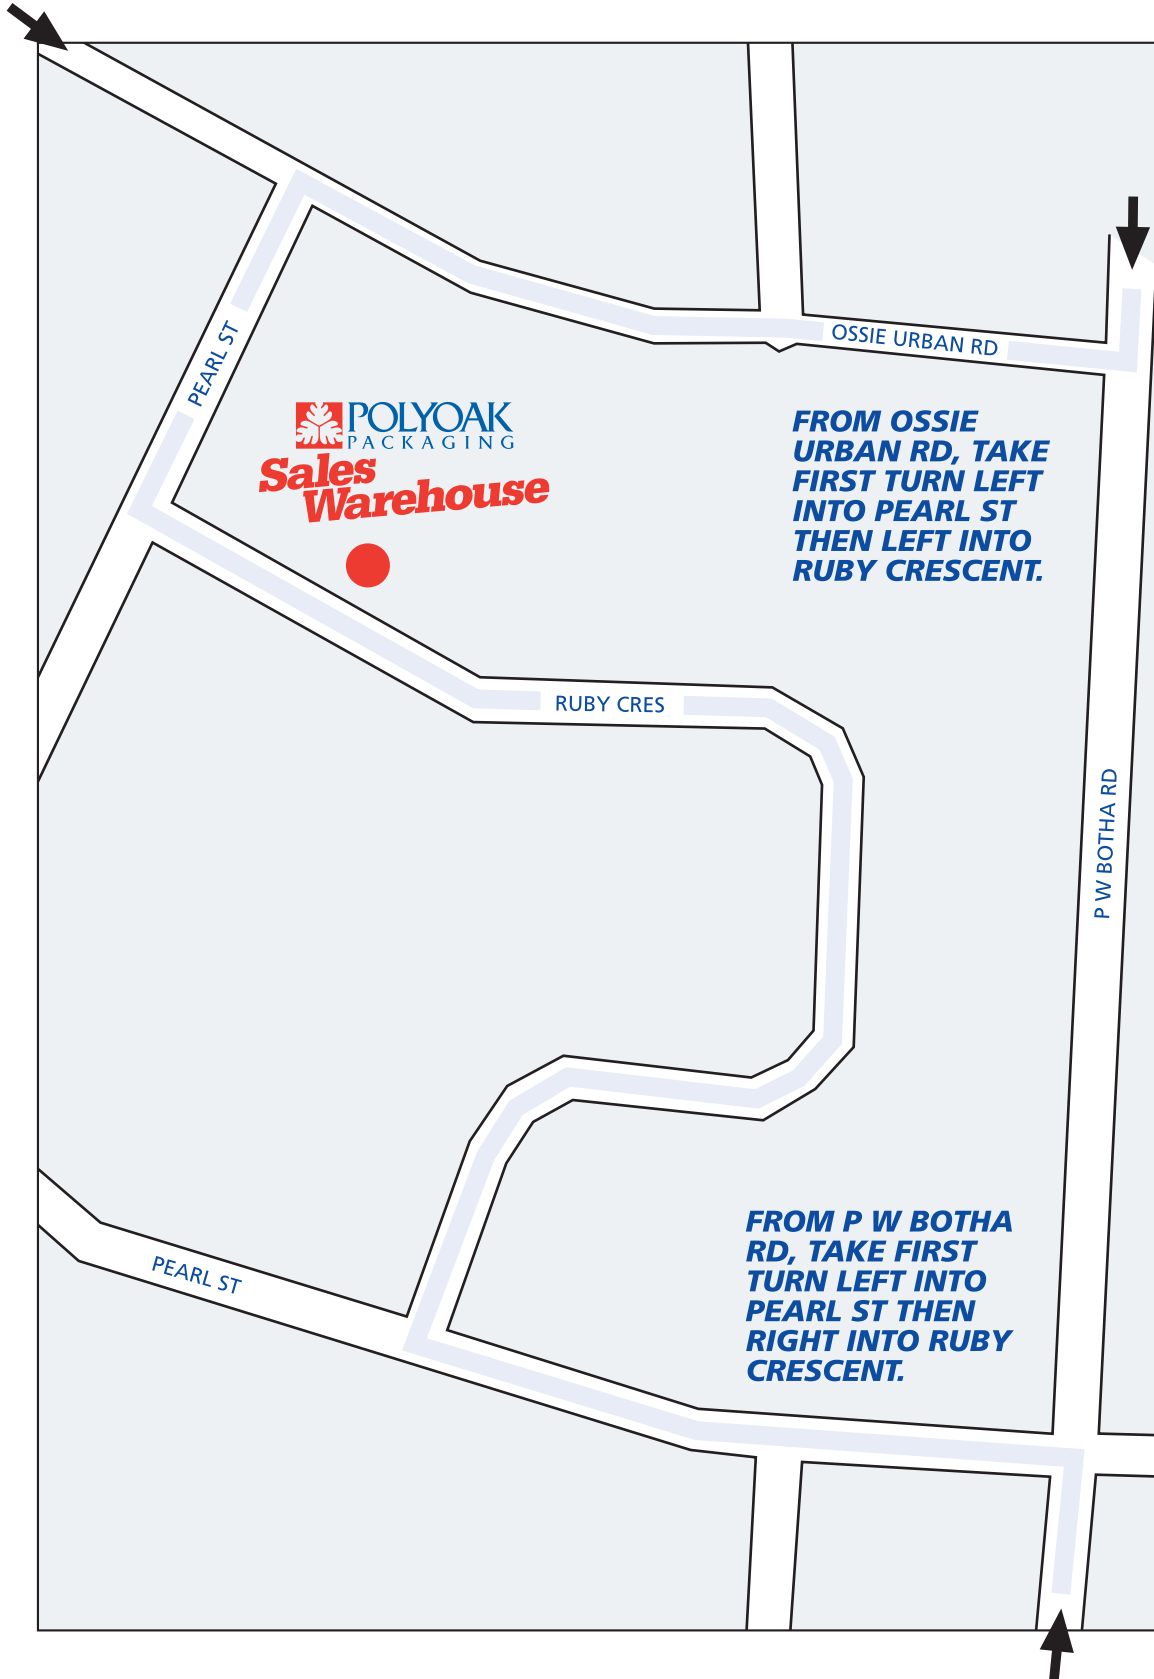 OSSIE URBAN RD
PEARL ST
POLYOAK
PACKAGING
Sales
Warehouse
FROM OSSIE
URBAN RD, TAKE
FIRST TURN LEFT
INTO PEARL ST
THEN LEFT INTO
RUBY CRESCENT.
RUBY CRES
P W BOTHA RD
FROM P W BOTHA
RD, TAKE FIRST
TURN LEFT INTO
PEARL ST THEN
RIGHT INTO RUBY
CRESCENT.
PEARL ST